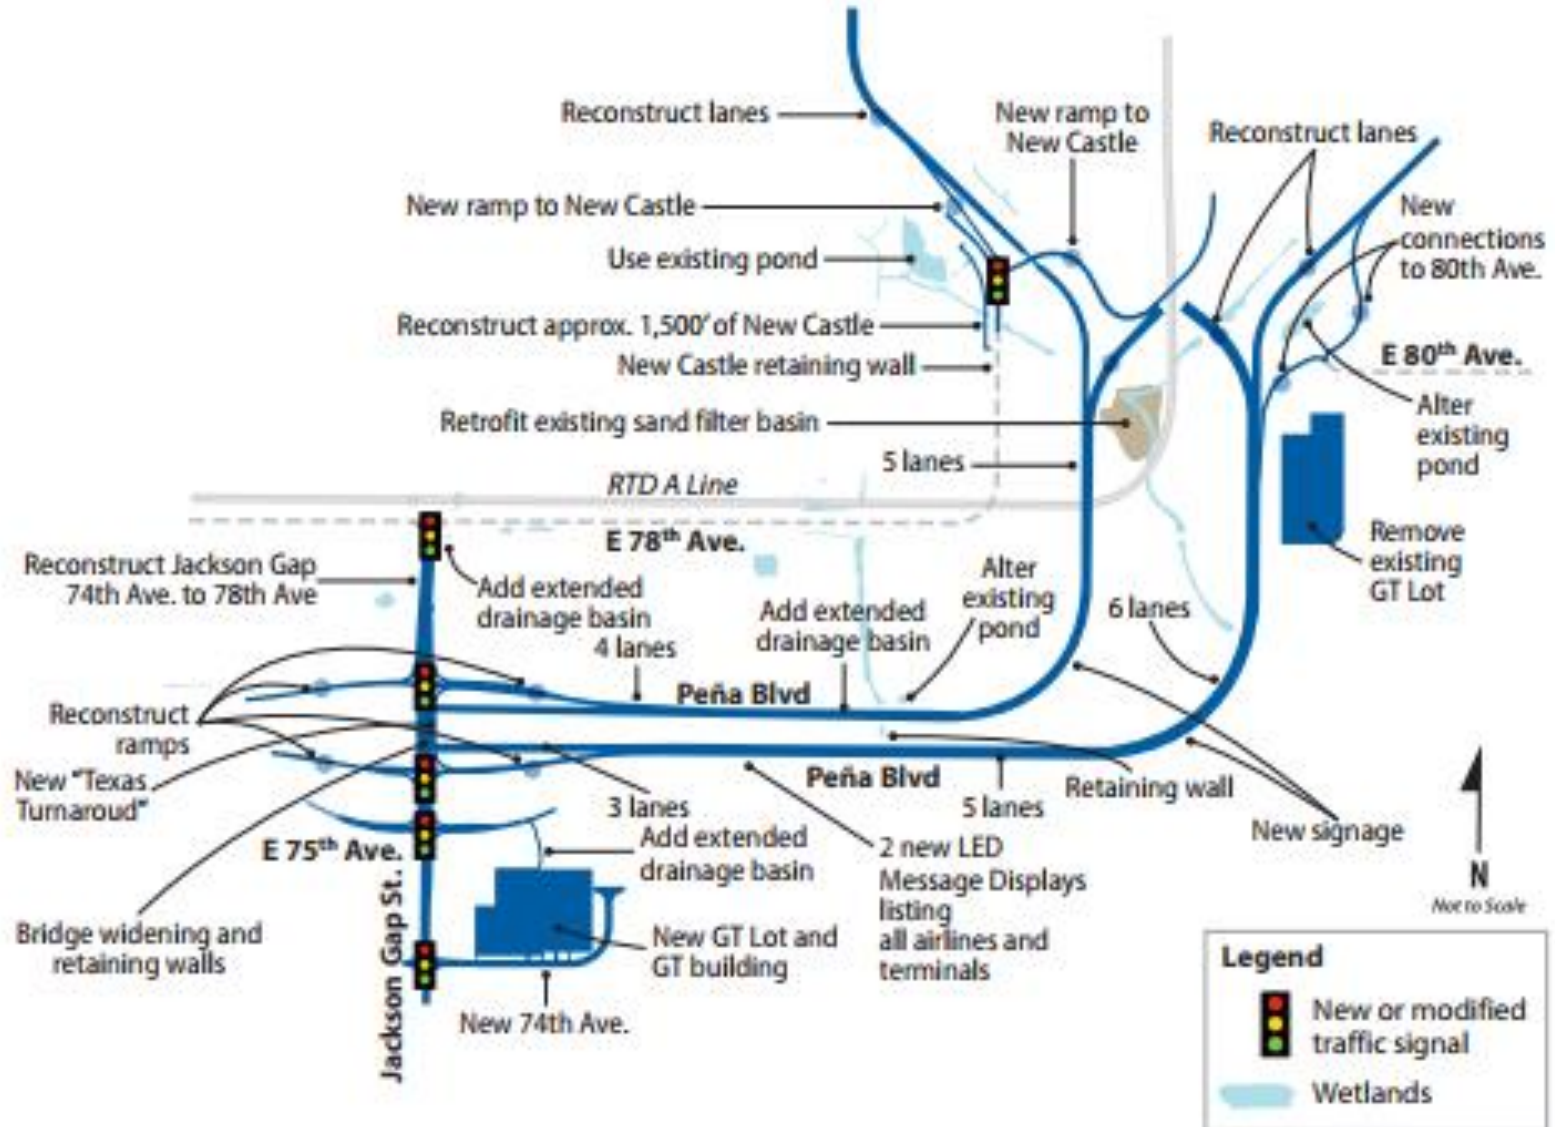 Reconstruct lanes
New ramp to
New Castle
Reconstruct lanes
New ramp to New Castle
New
connections
to 80th Ave.
Use existing pond
Reconstruct approx. 1,500' of New Castle
New Castle retaining wall
E 80th Ave.
Retrofit existing sand filter basin
Alter
existing
pond
5 lanes
RTD A Line
E 78th Ave.
Remove
existing
GT Lot
Reconstruct Jackson Gap
74th Ave. to 78th Ave
Add extended
drainage basin
4 lanes
Add extended
drainage basin
Alter
existing
pond
6 lanes
Peña Blvd
Reconstruct
ramps
New "Texas
Turnaroud"
Peña Blvd
3 lanes
5 lanes
Retaining wall
New signage
E 75th Ave.
Add extended
drainage basin
2 new LED
Message Displays
listing
all airlines and
terminals
Jackson Gap St.
Bridge widening and
retaining walls
New GT Lot and
GT building
New 74th Ave.
N
Not to Scale
Legend
New or modified
traffic signal
Wetlands